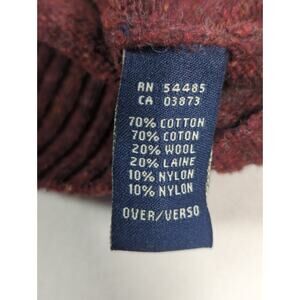 RN 54485
CA 03873
70% COTTON
70% COTON
20% WOOL
20% LAINE
10% NYLON
10% NYLON
OVER/VERSO